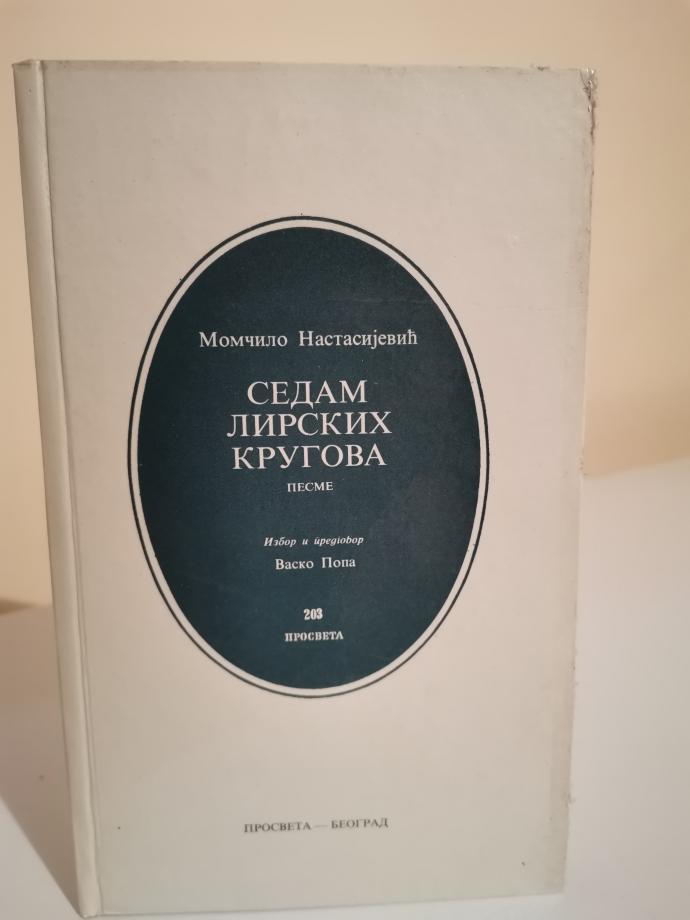 Момчило Настасијевић
СЕДАМ
ЛИРСКИХ
КРУГОВА
ПЕСМЕ
Избор и предговор
Васко Попа
203
ПРОСВЕТА
ПРОСВЕТА — БЕОГРАД